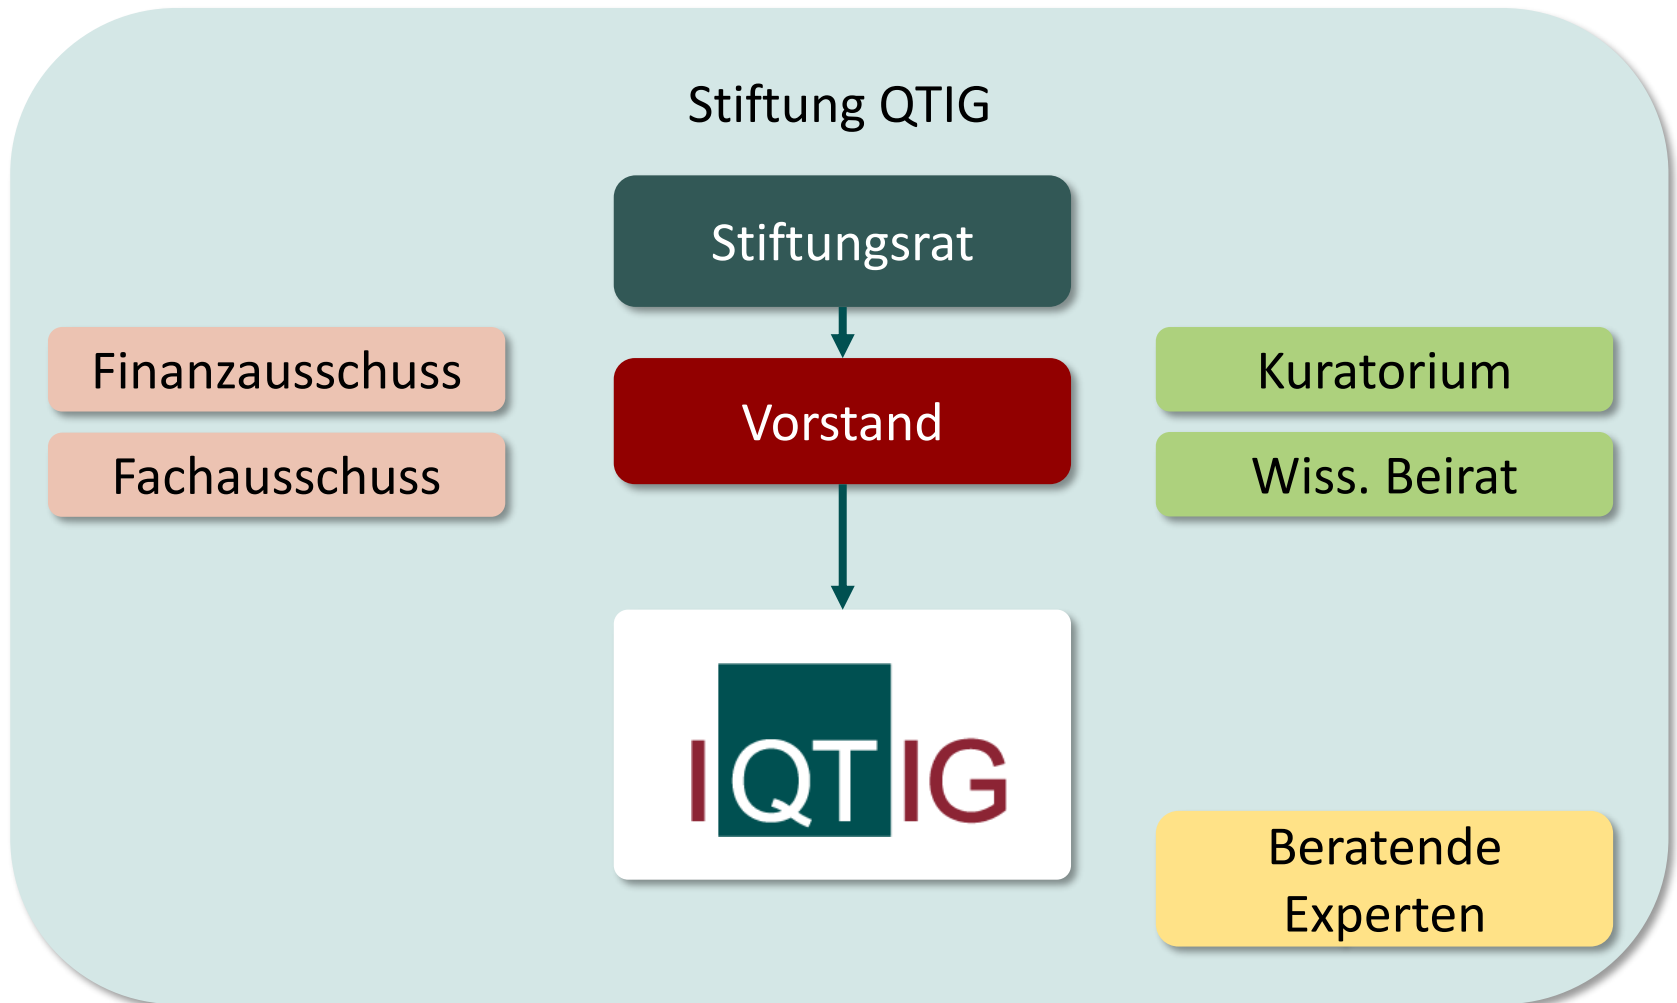 Stiftung QTIG
Stiftungsrat
Finanzausschuss
Fachausschuss
Vorstand
Kuratorium
Wiss. Beirat
IQTIG
Beratende
Experten